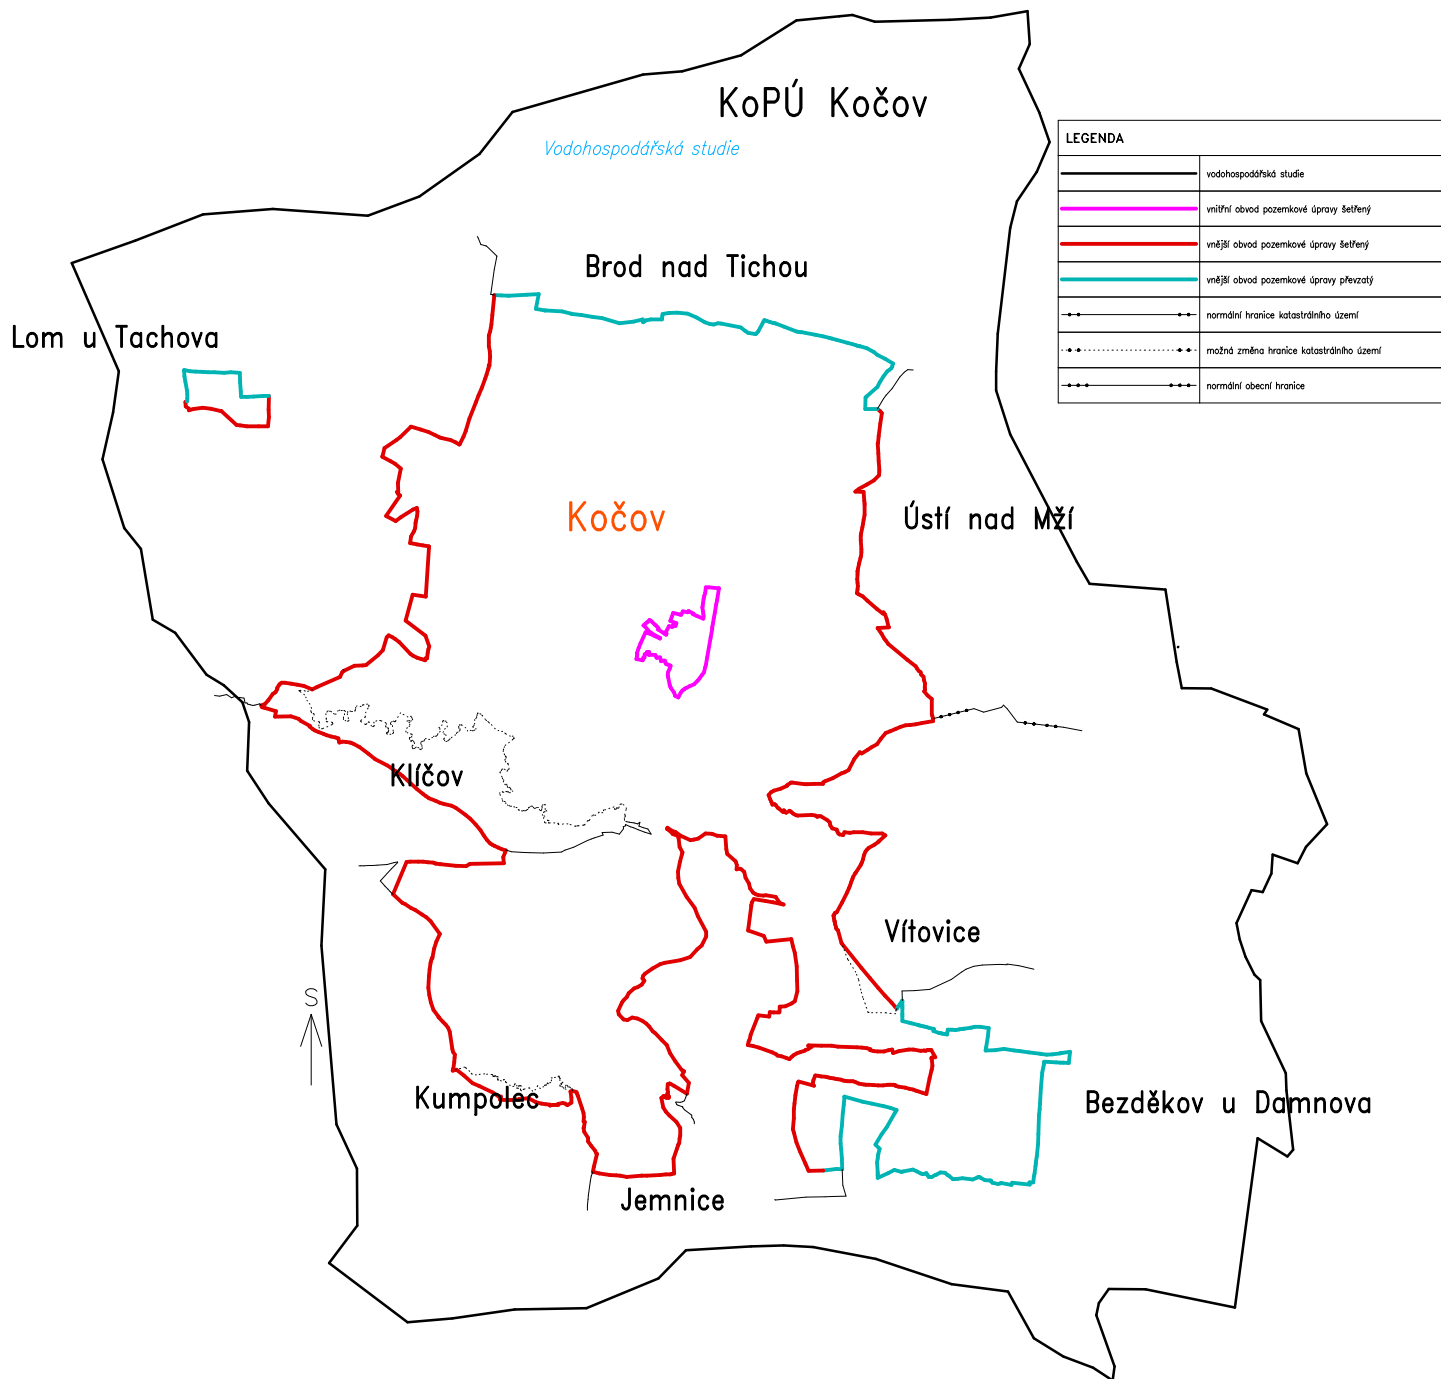 KoPÚ Kočov
Vodohospodářská studie
LEGENDA
vodohospodářská studie
vnitřní obvod pozemkové úpravy šetřený
vnější obvod pozemkové úpravy šetřený
vnější obvod pozemkové úpravy převzatý
normální hranice katastrálního území
možná změna hranice katastrálního území
normální obecní hranice
Brod nad Tichou
Lom u Tachova
Kočov
Ústí nad Mží
Klíčov
Vítovice
S
Kumpolec
Bezděkov u Damnova
Jemnice